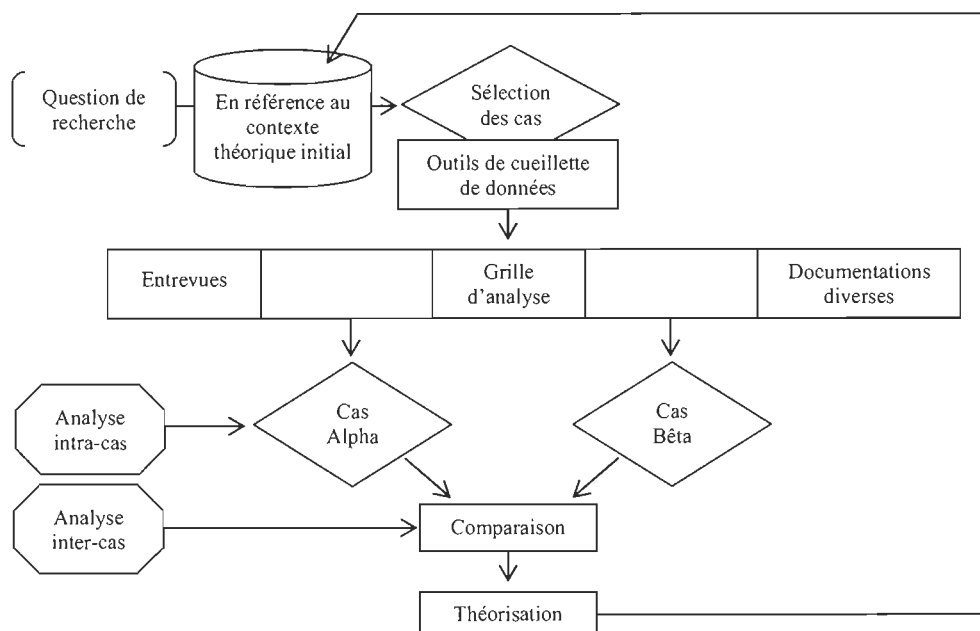 Question de
recherche
En référence au
contexte
théorique initial
Sélection
des cas
Outils de cueillette
de données
Entrevues
Grille
d'analyse
Documentations
diverses
Analyse
intra-cas
Cas
Alpha
Cas
Bêta
Analyse
inter-cas
Comparaison
Théorisation